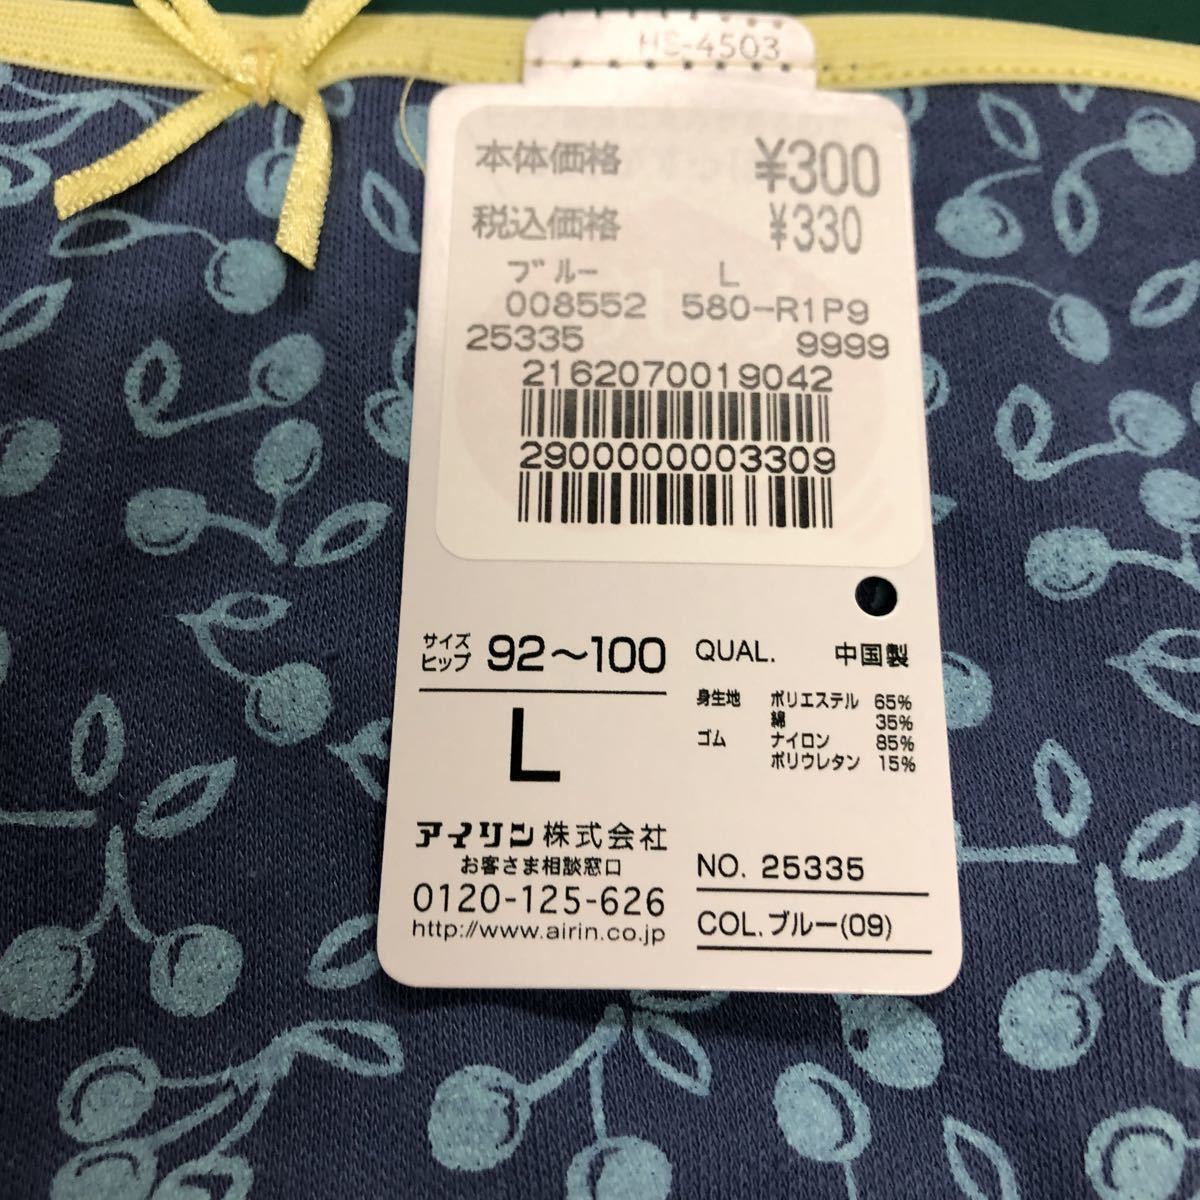 HS-4503
本体価格 ¥300
税込価格 ¥330
ブルー L
008552 580-R1P9
25335 9999
2162070019042
2900000003309
サイズ
ヒップ 92〜100
L
QUAL. 中国製
身生地 ポリエステル 65%
綿 35%
ゴム ナイロン 85%
ポリウレタン 15%
アイリン株式会社
お客さま相談窓口
0120-125-626
http://www.airin.co.jp
NO. 25335
COL.ブルー(09)